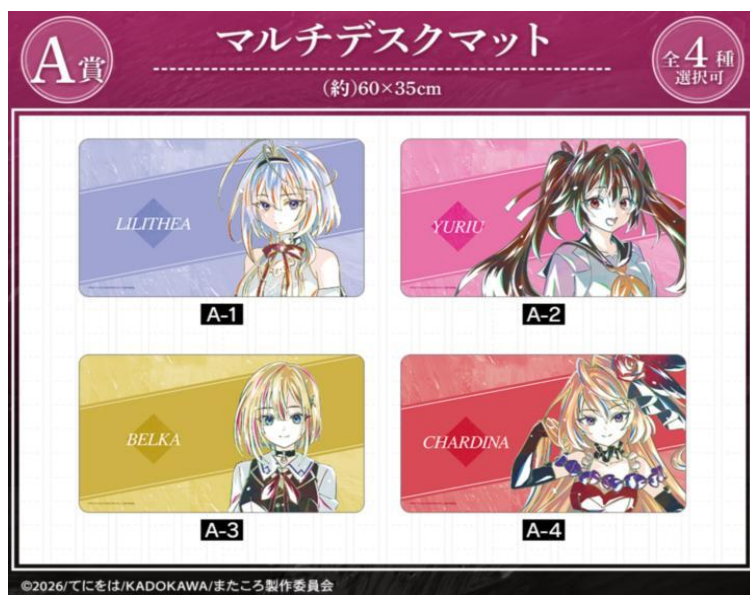 A賞
マルチデスクマット
(約)60×35cm
全4種
選択可
LILITHEA
A-1
YURIU
A-2
BELKA
A-3
CHARDINA
A-4
©2026/てにをは/KADOKAWA/またころ製作委員会